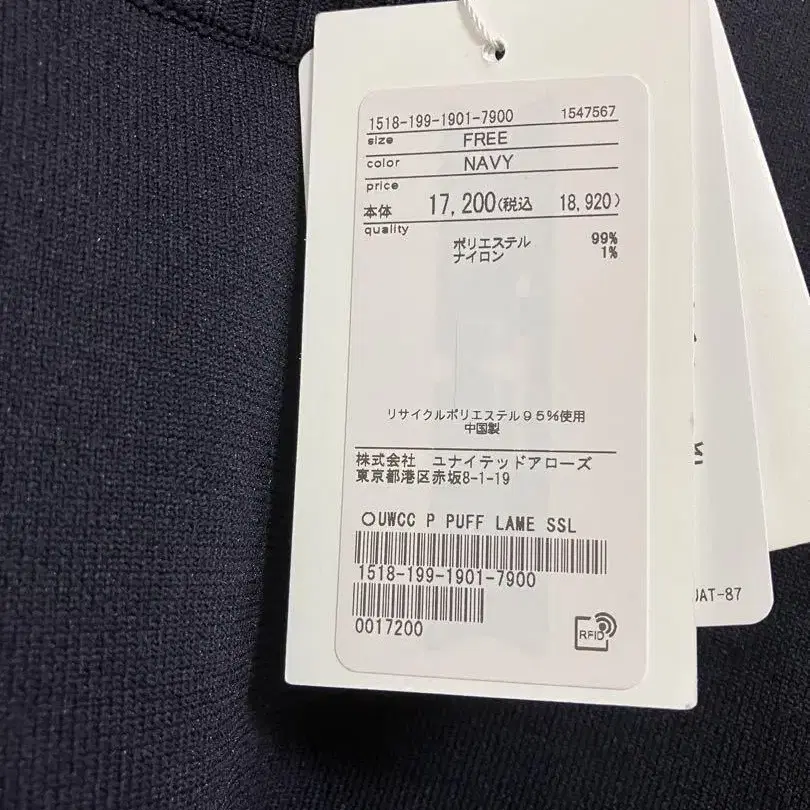 1518-199-1901-7900 1547567
size FREE
color NAVY
price
本体 17,200(税込 18,920)
quality
ポリエステル 99%
ナイロン 1%
リサイクルポリエステル95%使用
中国製
株式会社 ユナイテッドアローズ
東京都港区赤坂8-1-19
○UWCC P PUFF LAME SSL
1518-199-1901-7900
0017200
RFID
AT-87